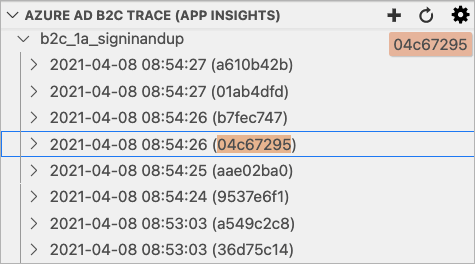 AZURE AD B2C TRACE (APP INSIGHTS)
b2c_1a_signinandup
04c67295
2021-04-08 08:54:27 (a610b42b)
2021-04-08 08:54:27 (01ab4dfd)
2021-04-08 08:54:26 (b7fec747)
2021-04-08 08:54:26 (04c67295)
2021-04-08 08:54:25 (aae02ba0)
2021-04-08 08:54:24 (9537e6f1)
2021-04-08 08:53:03 (a549c2c8)
2021-04-08 08:53:03 (36d75c14)